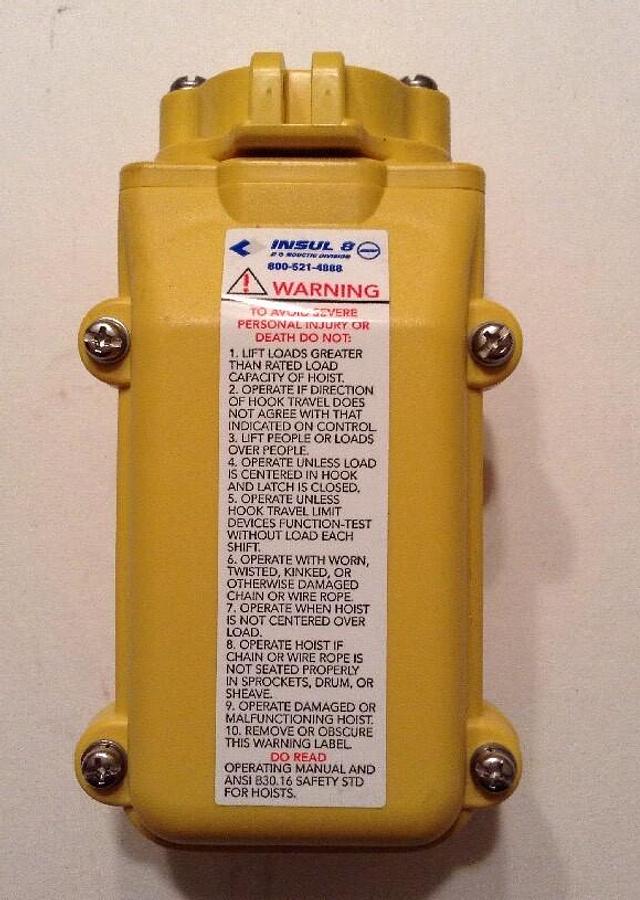 INSUL 8
800-521-4888
WARNING
TO AVOID SEVERE
PERSONAL INJURY OR
DEATH DO NOT:
1. LIFT LOADS GREATER
THAN RATED LOAD
CAPACITY OF HOIST.
2. OPERATE IF DIRECTION
OF HOOK TRAVEL DOES
NOT AGREE WITH THAT
INDICATED ON CONTROL.
3. LIFT PEOPLE OR LOADS
OVER PEOPLE.
4. OPERATE UNLESS LOAD
IS CENTERED IN HOOK
AND LATCH IS CLOSED.
5. OPERATE UNLESS
HOOK TRAVEL LIMIT
DEVICES FUNCTION-TEST
WITHOUT LOAD EACH
SHIFT.
6. OPERATE WITH WORN,
TWISTED, KINKED, OR
OTHERWISE DAMAGED
CHAIN OR WIRE ROPE.
7. OPERATE WHEN HOIST
IS NOT CENTERED OVER
LOAD.
8. OPERATE HOIST IF
CHAIN OR WIRE ROPE IS
NOT SEATED PROPERLY
IN SPROCKETS, DRUM, OR
SHEAVE.
9. OPERATE DAMAGED OR
MALFUNCTIONING HOIST.
10. REMOVE OR OBSCURE
THIS WARNING LABEL.
DO READ
OPERATING MANUAL AND
ANSI B30.16 SAFETY STD
FOR HOISTS.